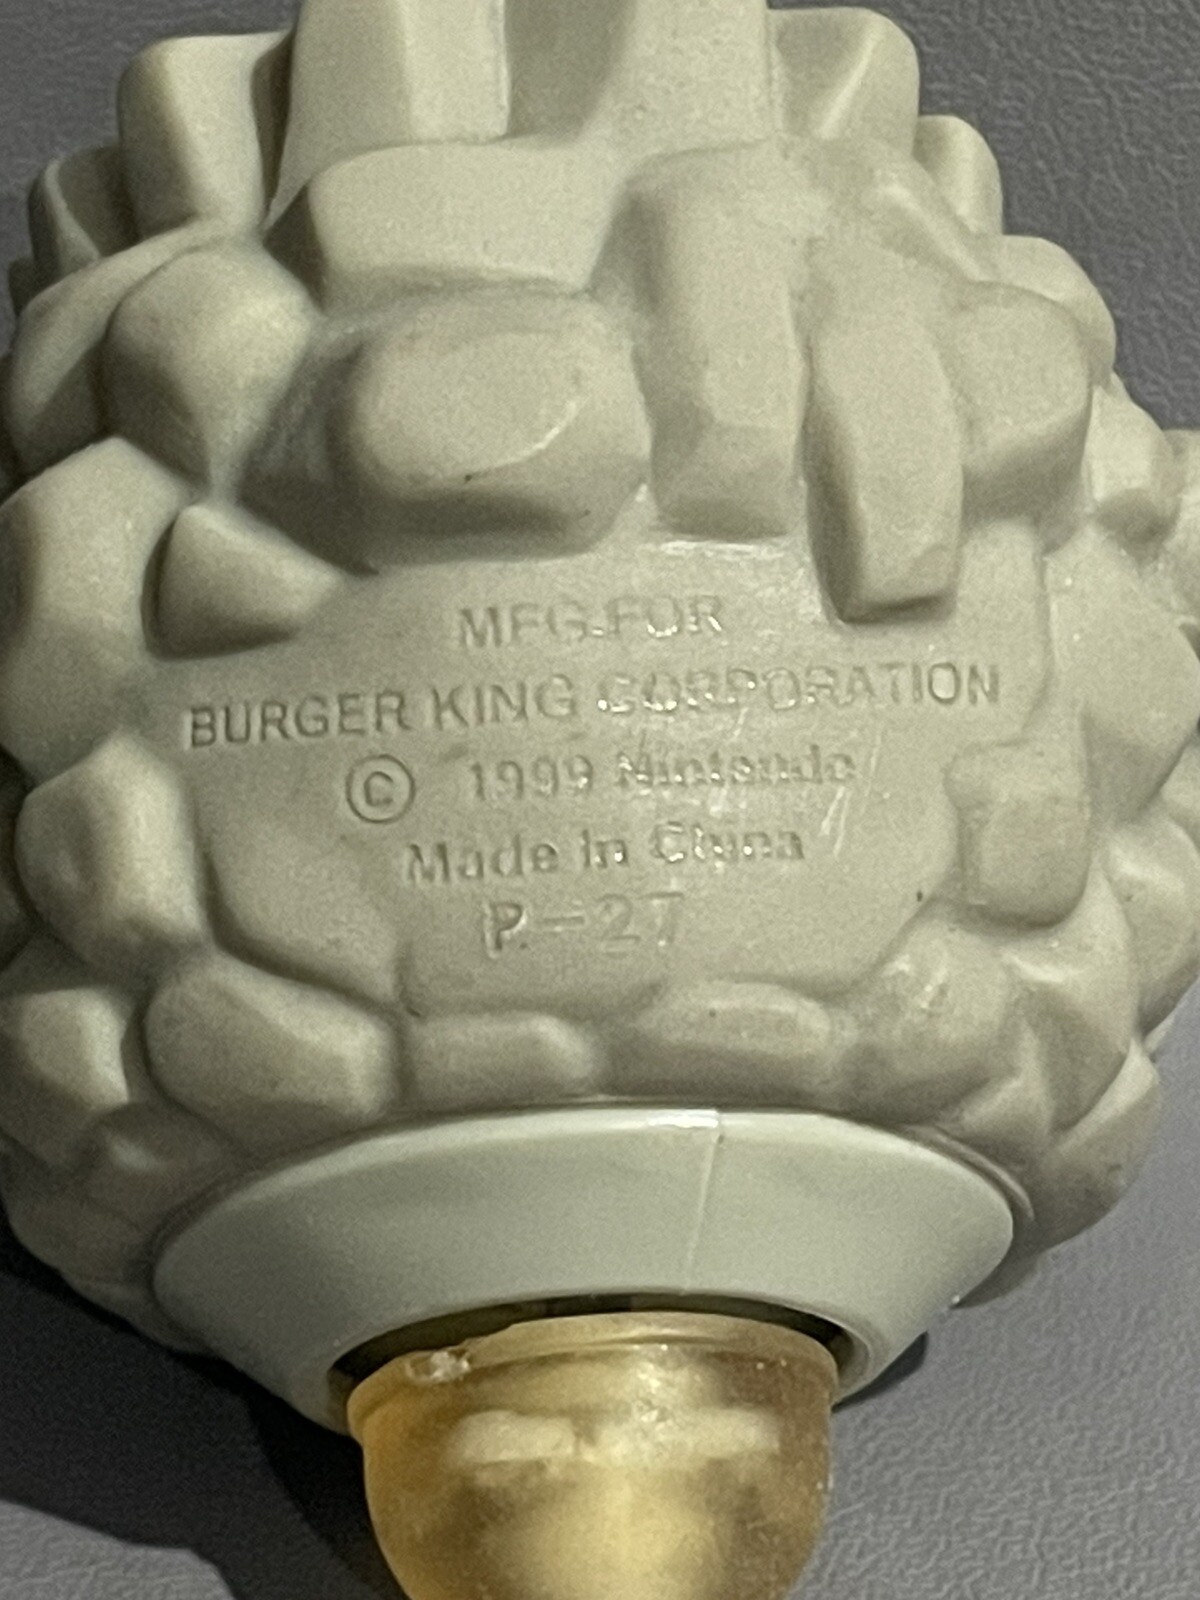 MFG.FOR
BURGER KING CORPORATION
© 1999 Nintendo
Made in China
P-27